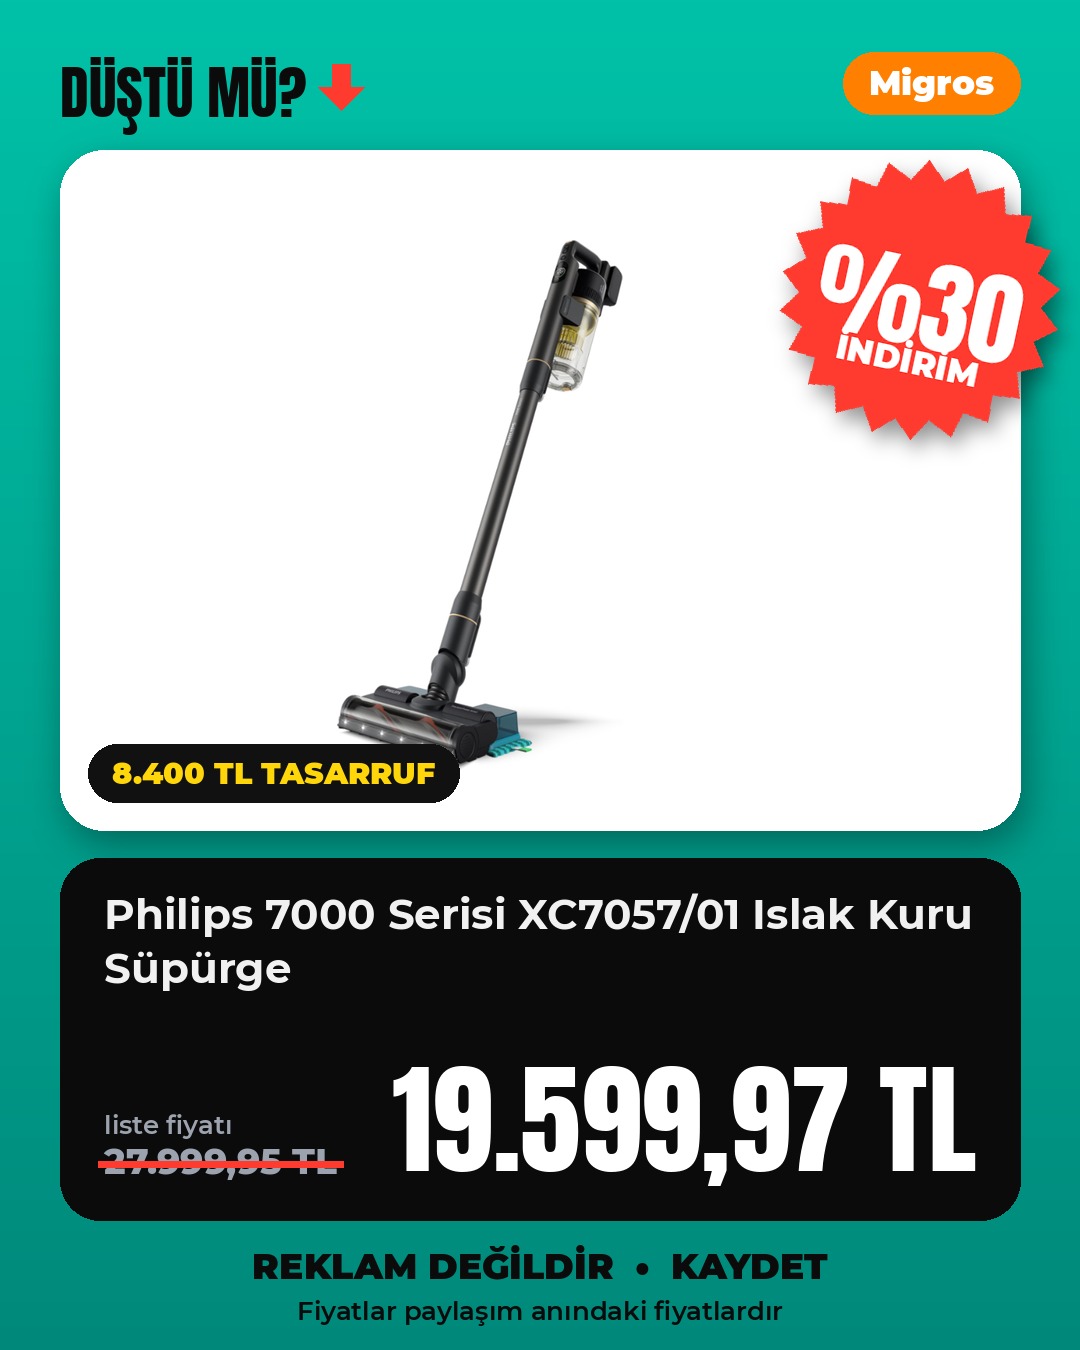 DÜŞTÜ MÜ?
Migros
%30
İNDİRİM
8.400 TL TASARRUF
Philips 7000 Serisi XC7057/01 Islak Kuru
Süpürge
liste fiyatı
27.999,95 TL
19.599,97 TL
REKLAM DEĞİLDİR • KAYDET
Fiyatlar paylaşım anındaki fiyatlardır